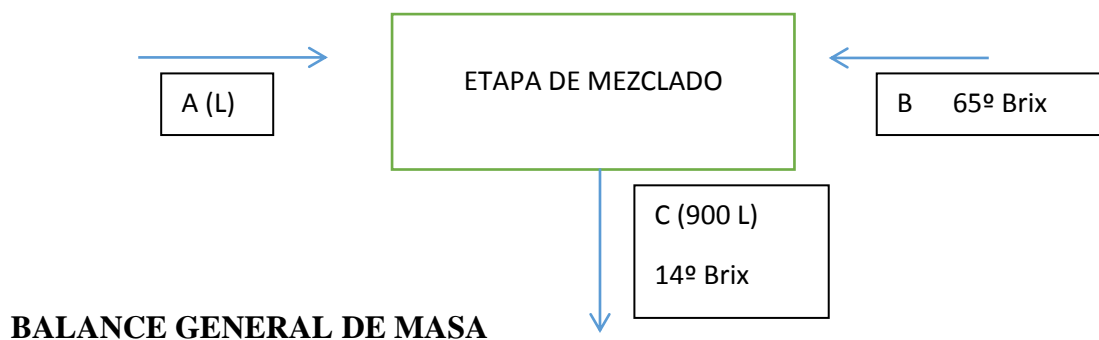 ETAPA DE MEZCLADO
A (L)
B 65º Brix
C (900 L)
14º Brix
BALANCE GENERAL DE MASA